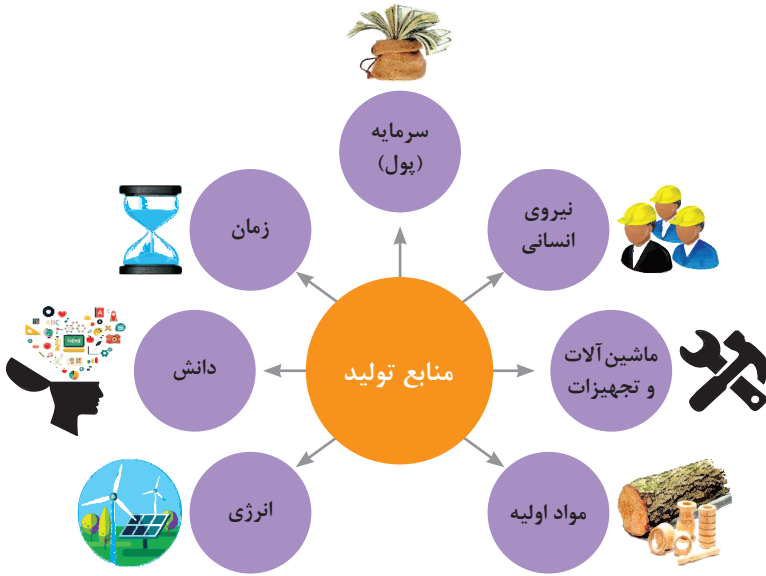 سرمایه
(پول)
نیروی
انسانی
زمان
ماشین‌آلات
و تجهیزات
منابع تولید
دانش
مواد اولیه
انرژی